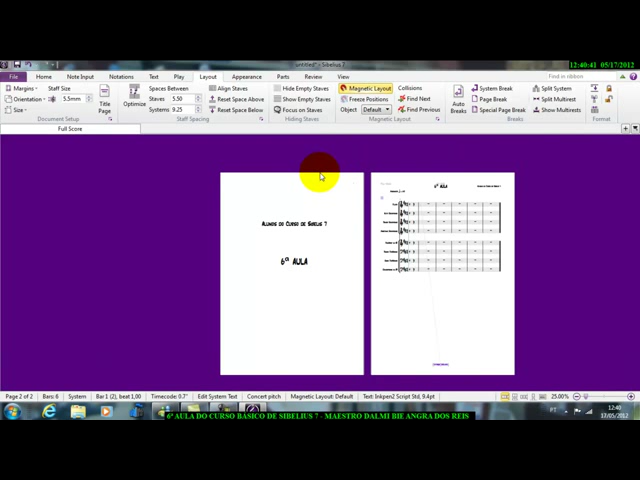 12:40:41 05/17/2012
untitled* - Sibelius 7
File Home Note Input Notations Text Play Layout Appearance Parts Review View Find in ribbon
Margins Staff Size Spaces Between Align Staves Hide Empty Staves Magnetic Layout Collisions System Break Split System
Orientation 5.5mm Title Page Optimize Staves 5.50 Reset Space Above Show Empty Staves Freeze Positions Find Next Auto Breaks Page Break Split Multirest
Size Systems 9.25 Reset Space Below Object Default Find Previous Special Page Break Show Multirest
Document Setup Staff Spacing Hiding Staves Magnetic Layout Breaks Format
Full Score
6ª AULA
Alunos do Curso de Sibelius 7
6ª AULA
Page 2 of 2 Bars: 6 System Bar 1 (2), beat 1,00 Timecode: 0.7" Edit System Text Concert pitch Magnetic Layout: Default Text: Inkpen2 Script Std, 9.4pt 25.00%
PT 12:40
17/05/2012
6ª AULA DO CURSO BÁSICO DE SIBELIUS 7 - MAESTRO DALMI BIE ANGRA DOS REIS